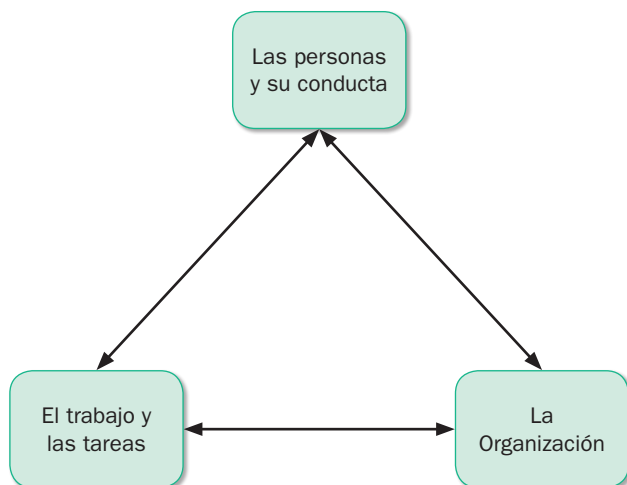 Las personas
y su conducta
El trabajo y
las tareas
La
Organización